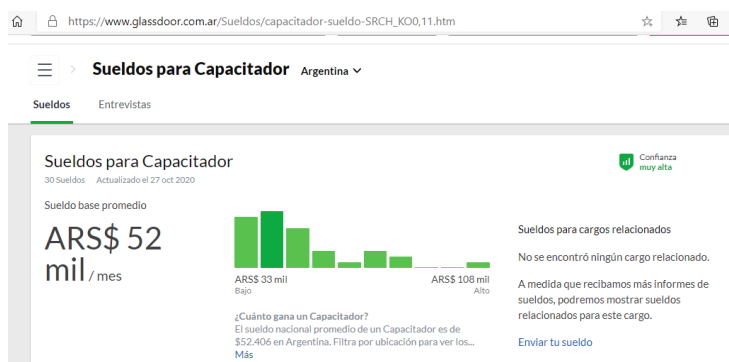 https://www.glassdoor.com.ar/Sueldos/capacitador-sueldo-SRCH_KO0,11.htm
Sueldos para Capacitador Argentina
Sueldos Entrevistas
Sueldos para Capacitador
30 Sueldos Actualizado el 27 oct 2020
Confianza
muy alta
Sueldo base promedio
ARS$ 52
mil / mes
ARS$ 33 mil
Bajo
ARS$ 108 mil
Alto
¿Cuánto gana un Capacitador?
El sueldo nacional promedio de un Capacitador es de
$52.406 en Argentina. Filtra por ubicación para ver los...
Más
Sueldos para cargos relacionados
No se encontró ningún cargo relacionado.
A medida que recibamos más informes de
sueldos, podremos mostrar sueldos
relacionados para este cargo.
Enviar tu sueldo